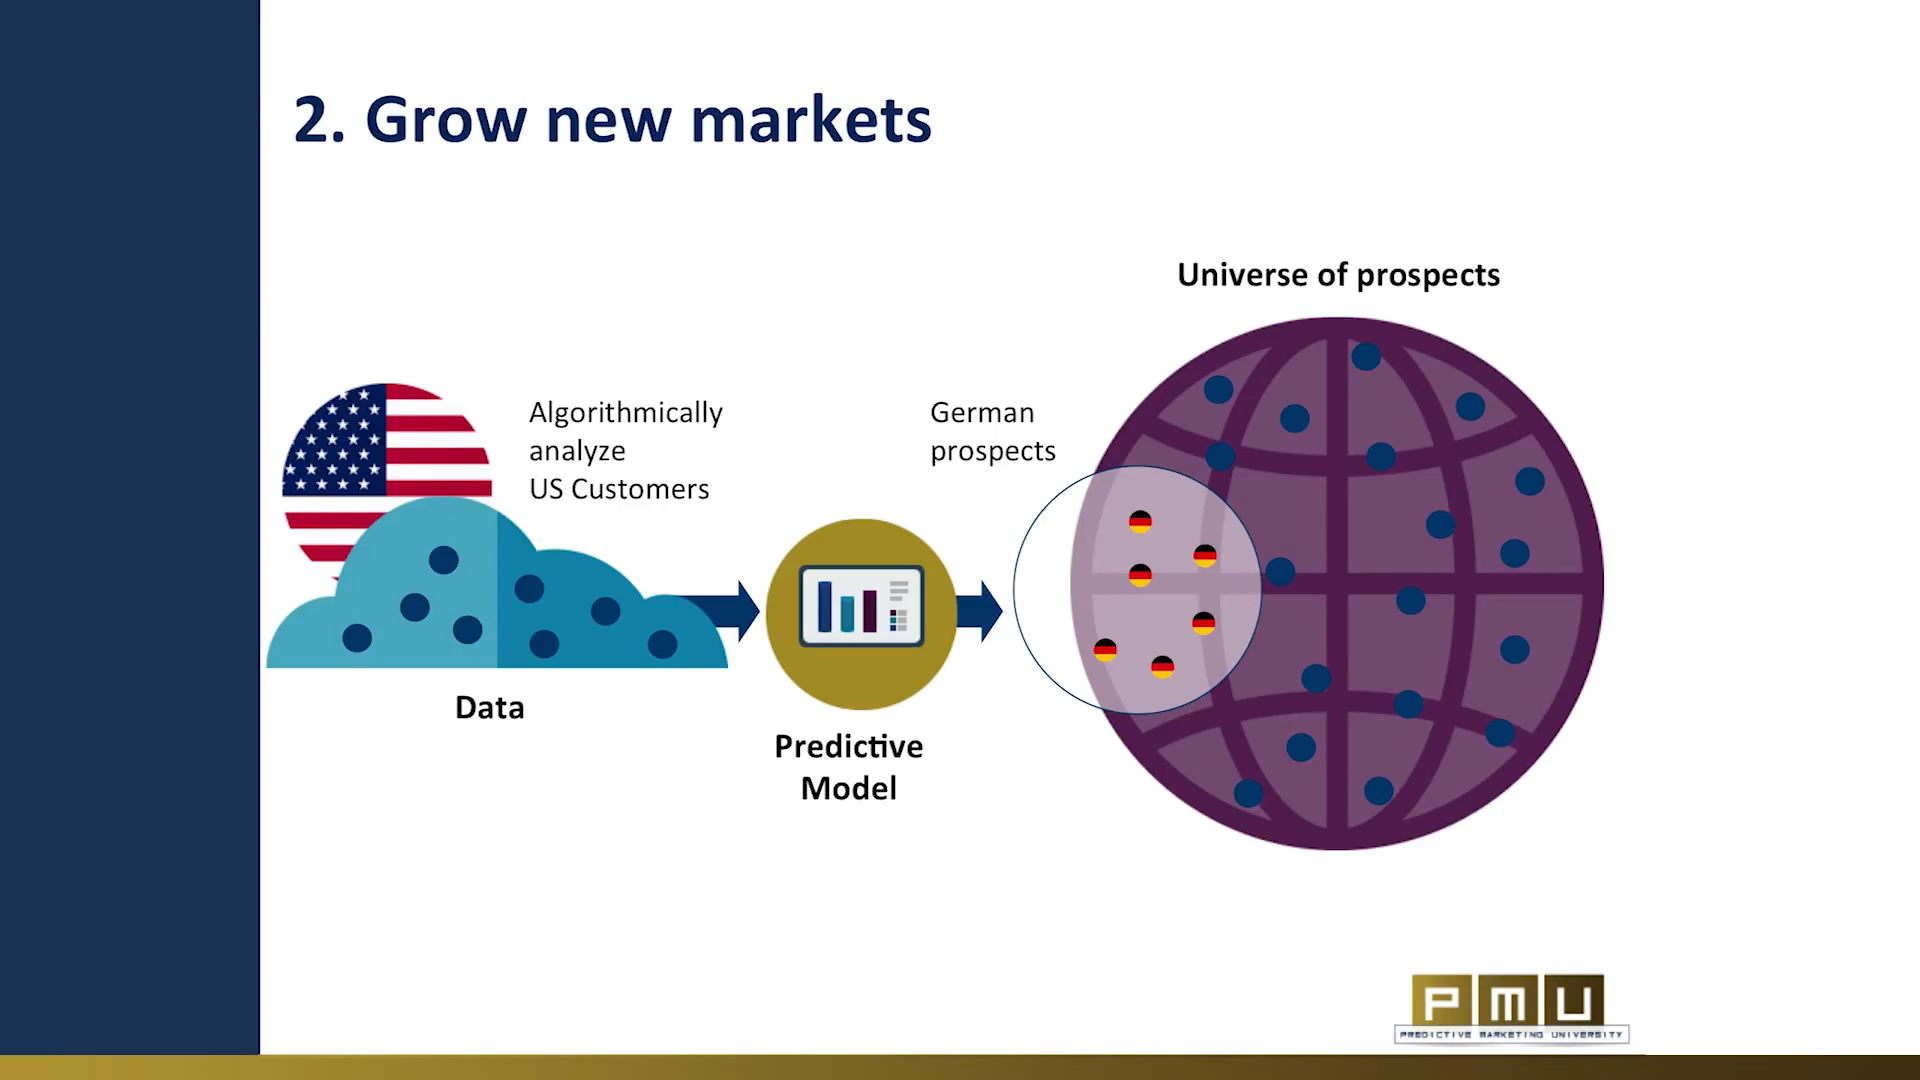 2. Grow new markets
Universe of prospects
Algorithmically
analyze
US Customers
German
prospects
Data
Predictive
Model
PMU
PREDICTIVE MARKETING UNIVERSITY